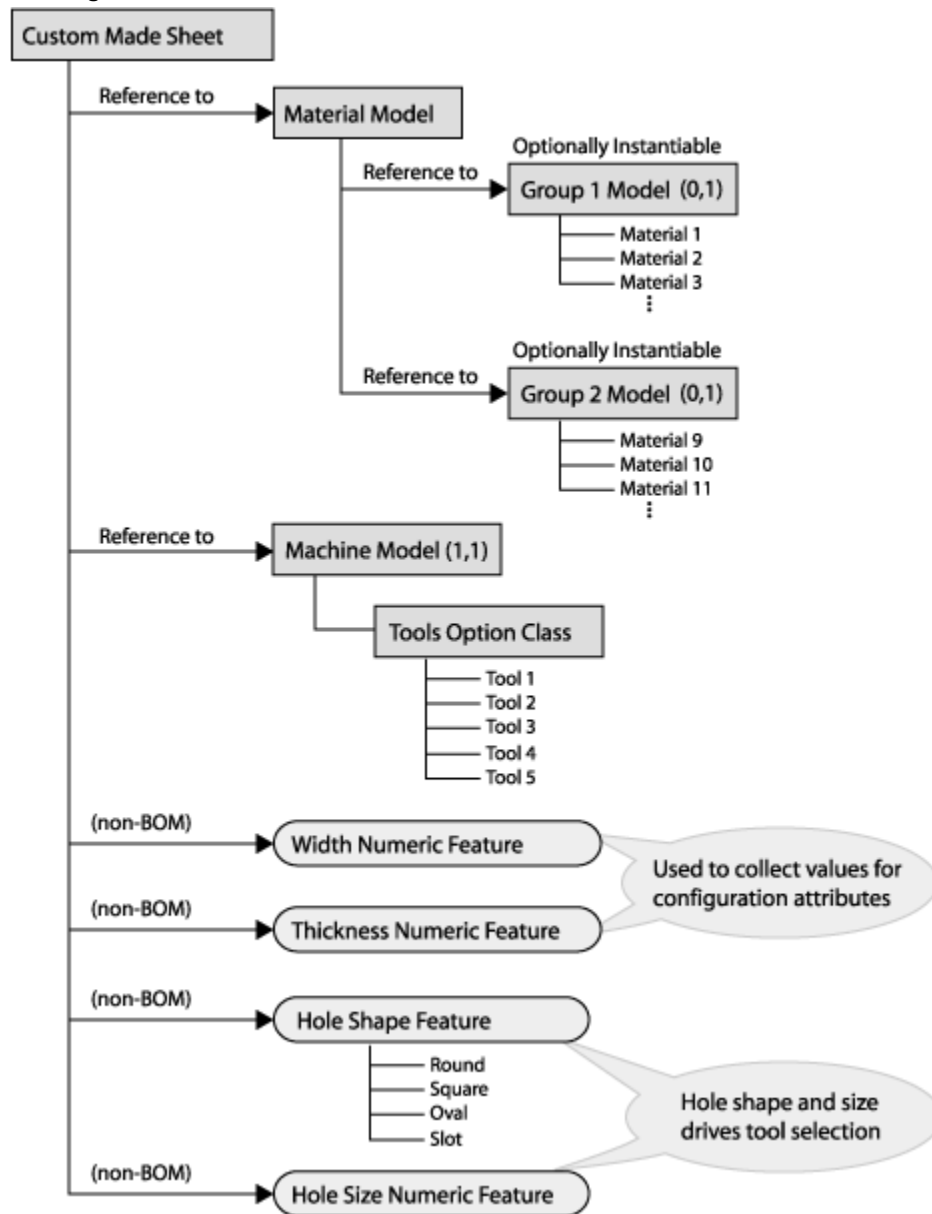 Custom Made Sheet
Reference to
Material Model
Optionally Instantiable
Reference to
Group 1 Model (0,1)
Material 1
Material 2
Material 3
Optionally Instantiable
Reference to
Group 2 Model (0,1)
Material 9
Material 10
Material 11
Reference to
Machine Model (1,1)
Tools Option Class
Tool 1
Tool 2
Tool 3
Tool 4
Tool 5
(non-BOM)
Width Numeric Feature
Used to collect values for
configuration attributes
(non-BOM)
Thickness Numeric Feature
(non-BOM)
Hole Shape Feature
Round
Square
Oval
Slot
Hole shape and size
drives tool selection
(non-BOM)
Hole Size Numeric Feature